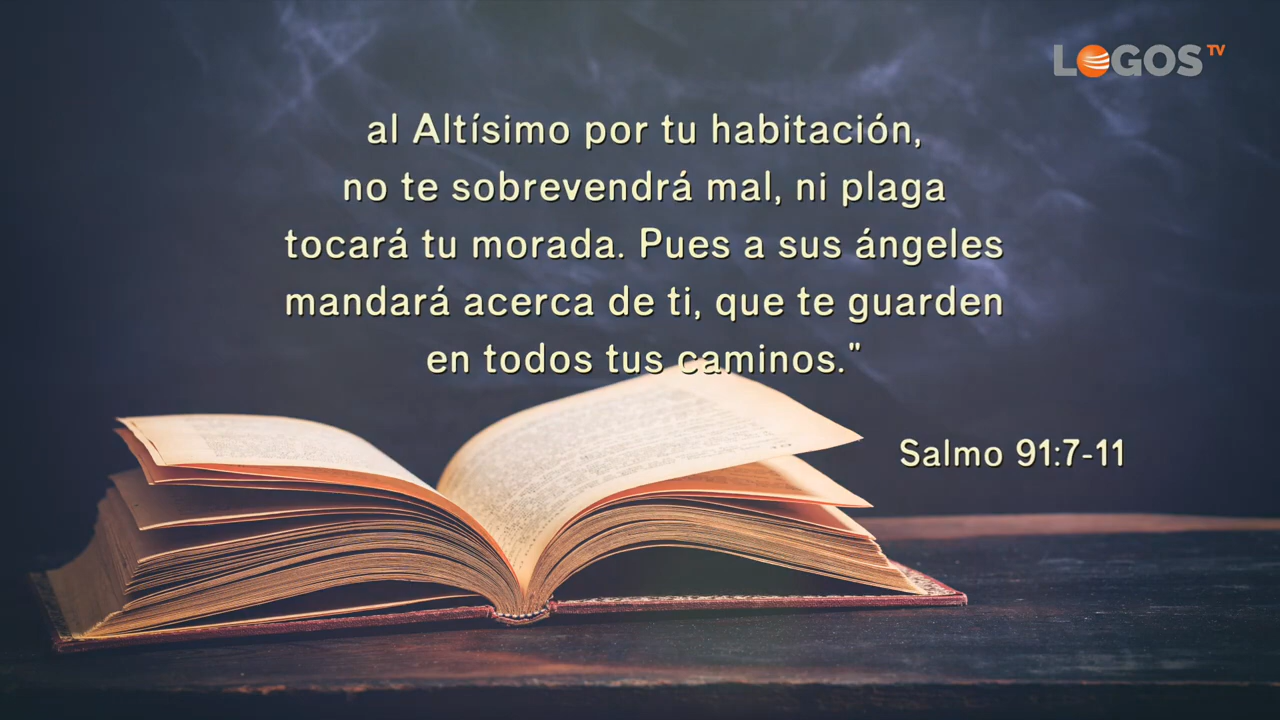 LOGOS TV
al Altísimo por tu habitación,
no te sobrevendrá mal, ni plaga
tocará tu morada. Pues a sus ángeles
mandará acerca de ti, que te guarden
en todos tus caminos."
Salmo 91:7-11